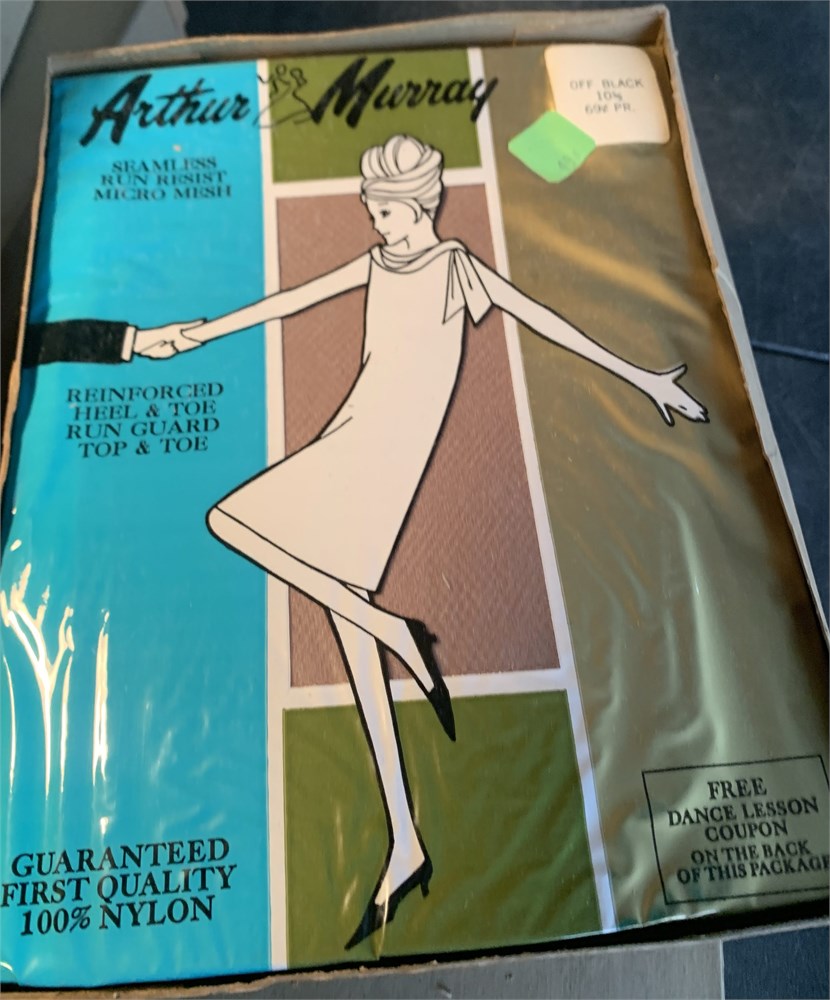 Arthur Murray
OFF BLACK
10½
69¢ PR.
SEAMLESS
RUN RESIST
MICRO MESH
REINFORCED
HEEL & TOE
RUN GUARD
TOP & TOE
GUARANTEED
FIRST QUALITY
100% NYLON
FREE
DANCE LESSON
COUPON
ON THE BACK
OF THIS PACKAGE